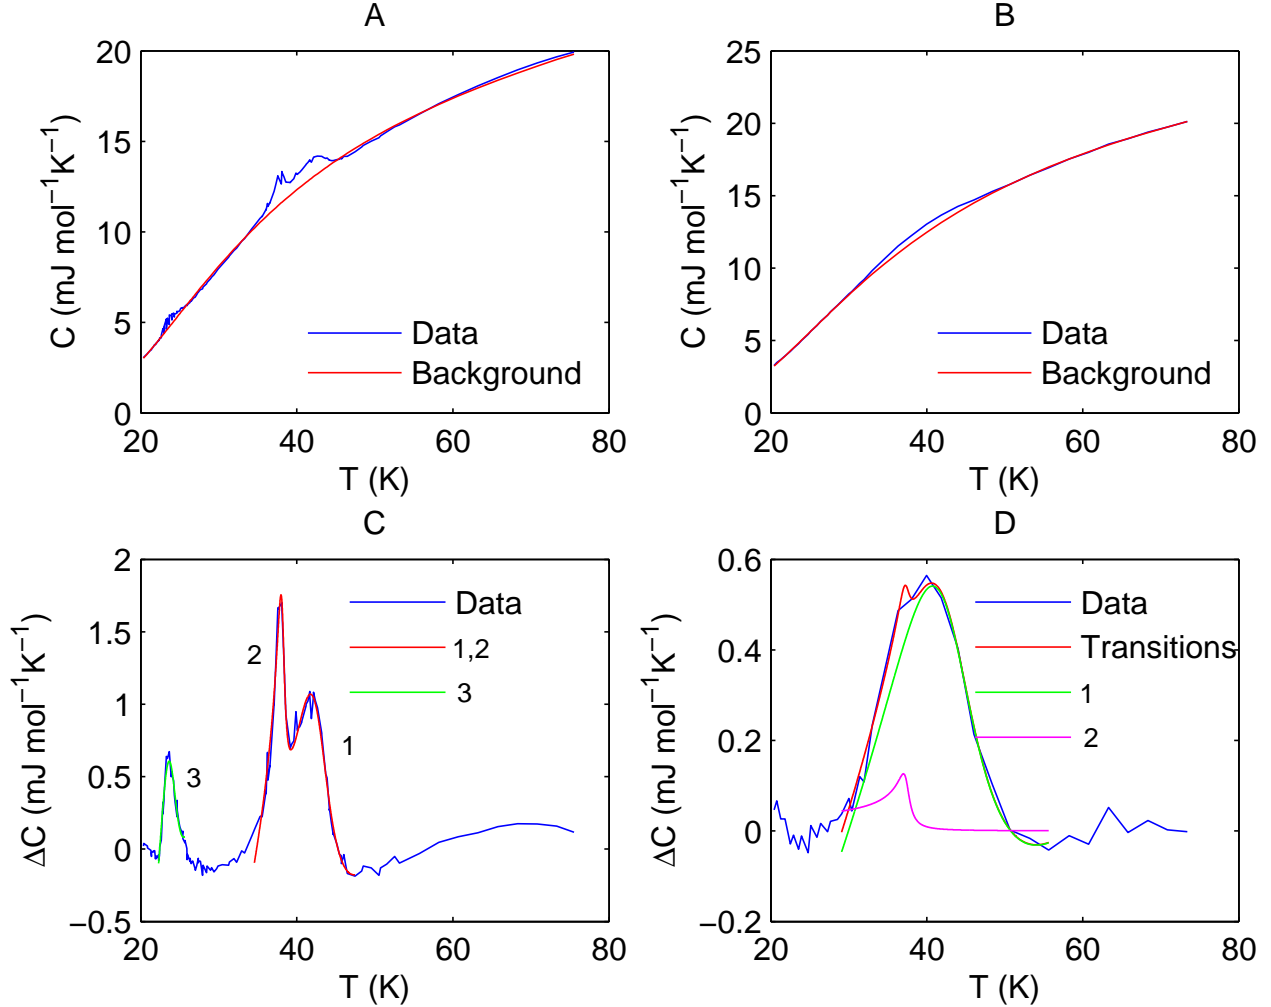 A
C (mJ mol−1K−1)
20
15
10
5
0
Data
Background
20 40 60 80
T (K)
B
C (mJ mol−1K−1)
25
20
15
10
5
0
Data
Background
20 40 60 80
T (K)
C
ΔC (mJ mol−1K−1)
2
1.5
1
0.5
0
−0.5
Data
1,2
3
2
1
3
20 40 60 80
T (K)
D
ΔC (mJ mol−1K−1)
0.6
0.4
0.2
0
−0.2
Data
Transitions
1
2
20 40 60 80
T (K)